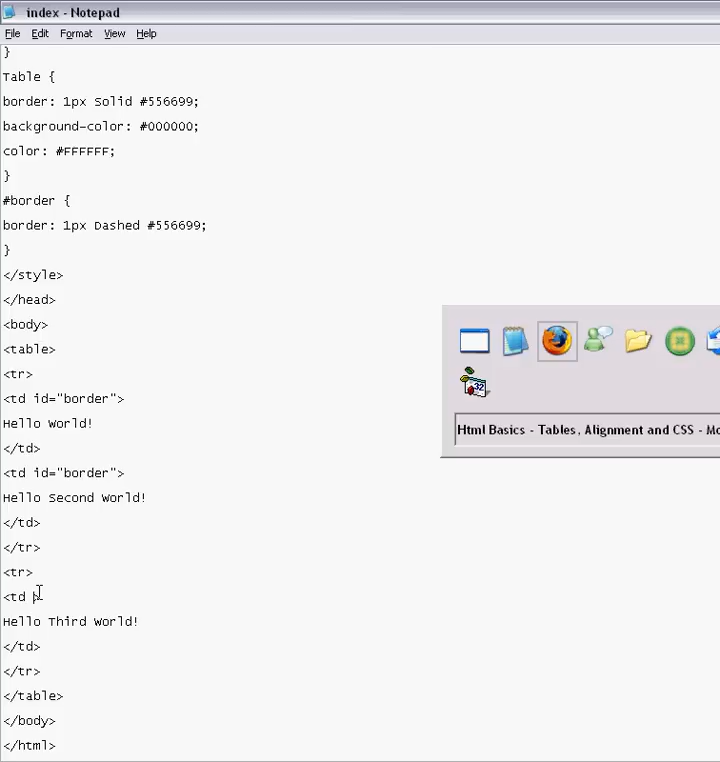 index - Notepad
File Edit Format View Help
}
Table {
border: 1px Solid #556699;
background-color: #000000;
color: #FFFFFF;
}
#border {
border: 1px Dashed #556699;
}
</style>
</head>
<body>
<table>
<tr>
<td id="border">
Hello World!
</td>
<td id="border">
Hello Second World!
</td>
</tr>
<tr>
<td >
Hello Third World!
</td>
</tr>
</table>
</body>
</html>
32
Html Basics - Tables, Alignment and CSS - Mo